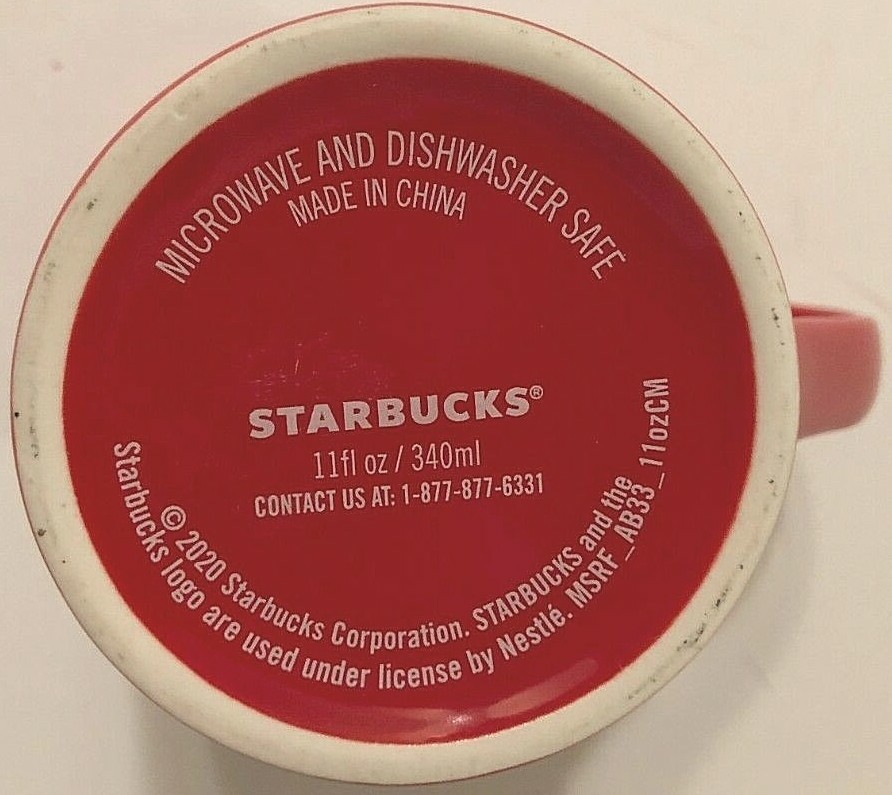 MICROWAVE AND DISHWASHER SAFE
MADE IN CHINA
STARBUCKS®
11fl oz / 340ml
CONTACT US AT: 1-877-877-6331
© 2020 Starbucks Corporation. STARBUCKS and the
Starbucks logo are used under license by Nestlé. MSRF_AB33_11ozCM